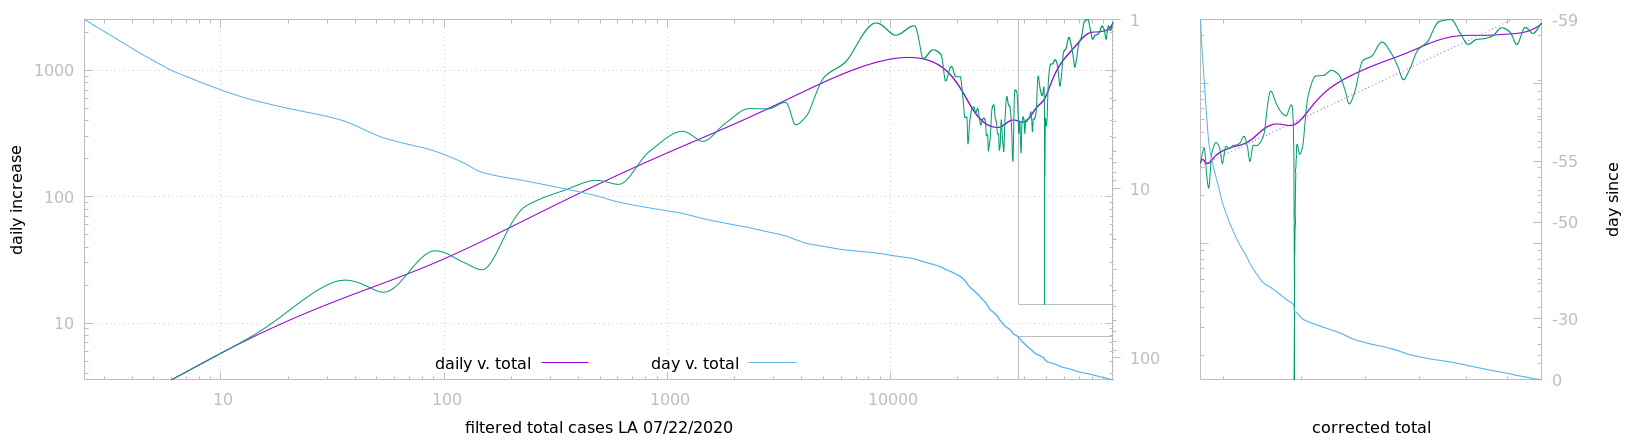 daily increase
1000
100
10
daily v. total
day v. total
10
100
1000
10000
filtered total cases LA 07/22/2020
1
10
100
-59
-55
-50
-30
0
day since
corrected total